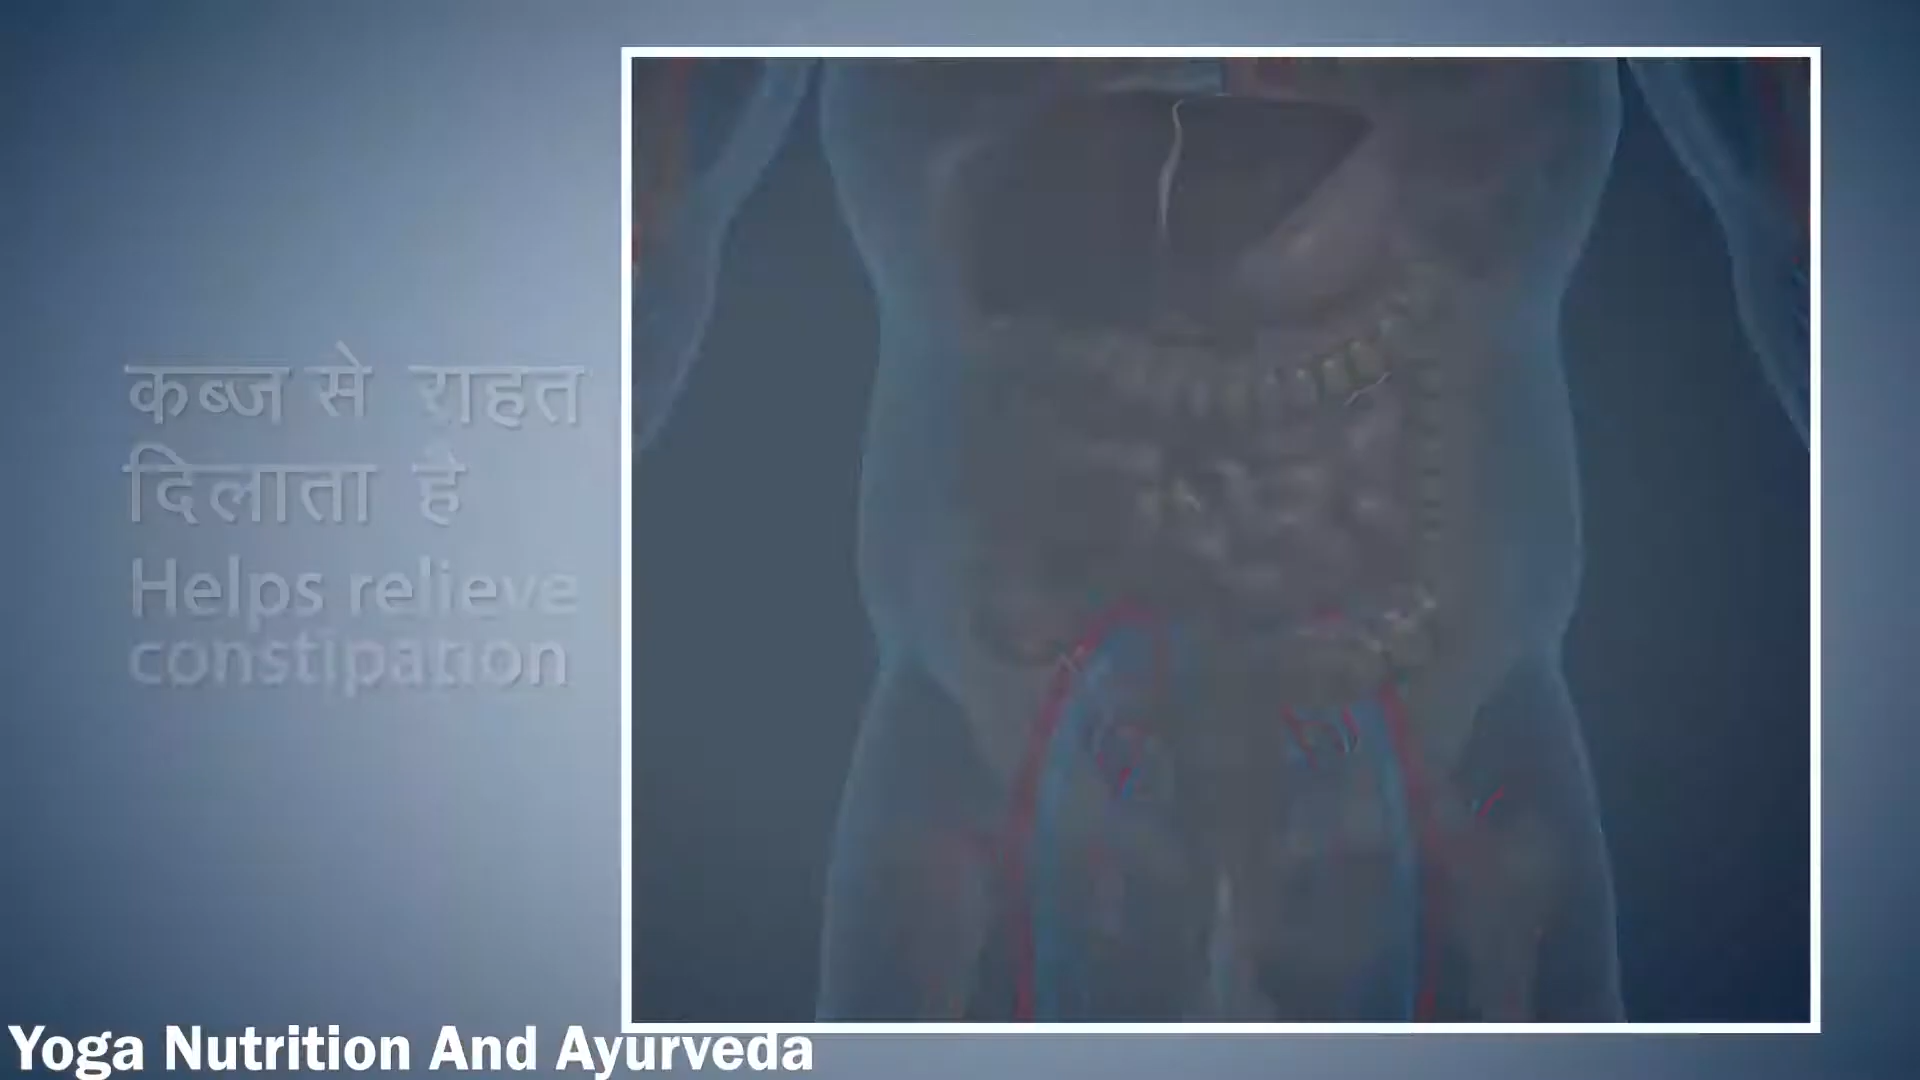 कब्ज से राहत
दिलाता है
Helps relieve
constipation
Yoga Nutrition And Ayurveda